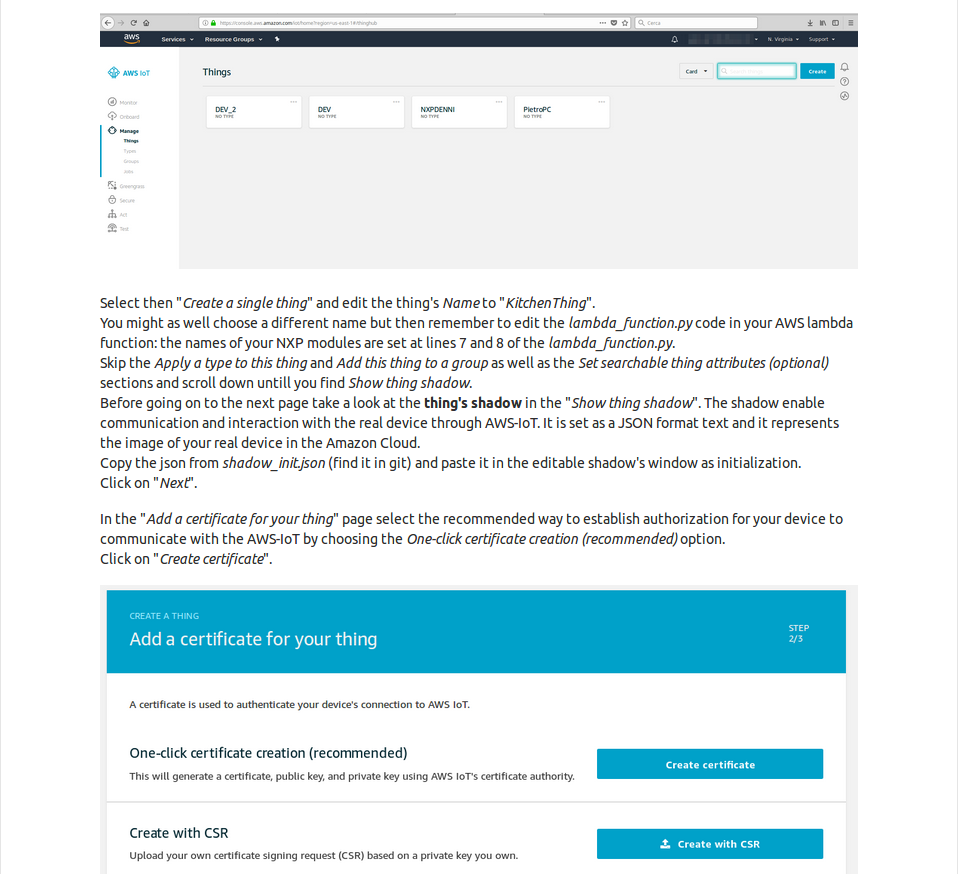 https://console.aws.amazon.com/iot/home?region=us-east-1#/thinghub
Cerca
aws
Services
Resource Groups
N. Virginia
Support
AWS IoT
Things
Card
Create
Monitor
Onboard
Manage
Things
Types
Groups
Jobs
Greengrass
Secure
Act
Test
DEV_2
NO TYPE
DEV
NO TYPE
NXPDENNI
NO TYPE
PietroPC
NO TYPE
Select then "Create a single thing" and edit the thing's Name to "KitchenThing".
You might as well choose a different name but then remember to edit the lambda_function.py code in your AWS lambda
function: the names of your NXP modules are set at lines 7 and 8 of the lambda_function.py.
Skip the Apply a type to this thing and Add this thing to a group as well as the Set searchable thing attributes (optional)
sections and scroll down untill you find Show thing shadow.
Before going on to the next page take a look at the thing's shadow in the "Show thing shadow". The shadow enable
communication and interaction with the real device through AWS-IoT. It is set as a JSON format text and it represents
the image of your real device in the Amazon Cloud.
Copy the json from shadow_init.json (find it in git) and paste it in the editable shadow's window as initialization.
Click on "Next".
In the "Add a certificate for your thing" page select the recommended way to establish authorization for your device to
communicate with the AWS-IoT by choosing the One-click certificate creation (recommended) option.
Click on "Create certificate".
CREATE A THING
Add a certificate for your thing
STEP
2/3
A certificate is used to authenticate your device's connection to AWS IoT.
One-click certificate creation (recommended)
This will generate a certificate, public key, and private key using AWS IoT's certificate authority.
Create certificate
Create with CSR
Upload your own certificate signing request (CSR) based on a private key you own.
Create with CSR